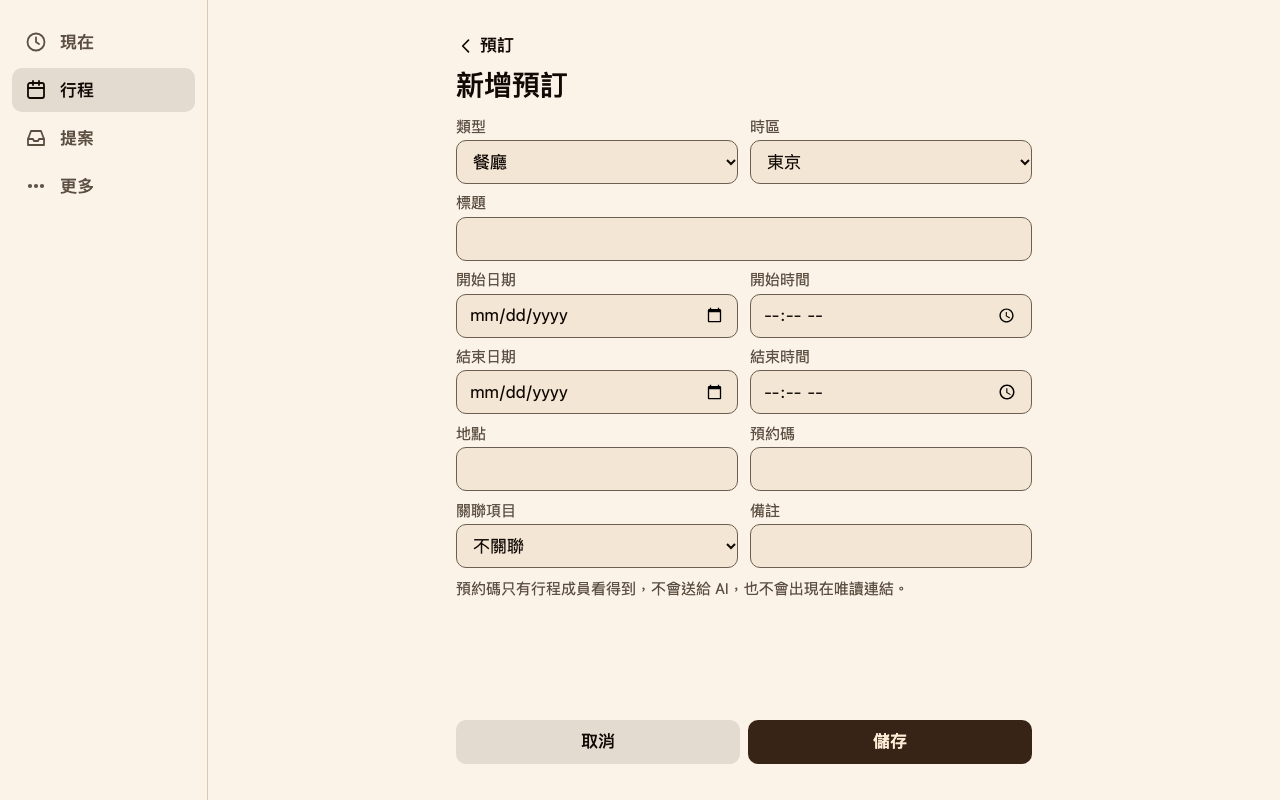 現在
行程
提案
更多
預訂
新增預訂
類型
時區
餐廳
東京
標題
開始日期
開始時間
mm/dd/yyyy
--:-- --
結束日期
結束時間
mm/dd/yyyy
--:-- --
地點
預約碼
關聯項目
備註
不關聯
預約碼只有行程成員看得到，不會送給 AI，也不會出現在唯讀連結。
取消
儲存